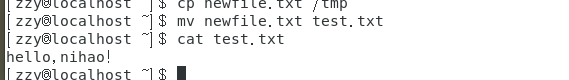 [zzy@localhost ~]$ cp newfile.txt /tmp
[zzy@localhost ~]$ mv newfile.txt test.txt
[zzy@localhost ~]$ cat test.txt
hello,nihao!
[zzy@localhost ~]$